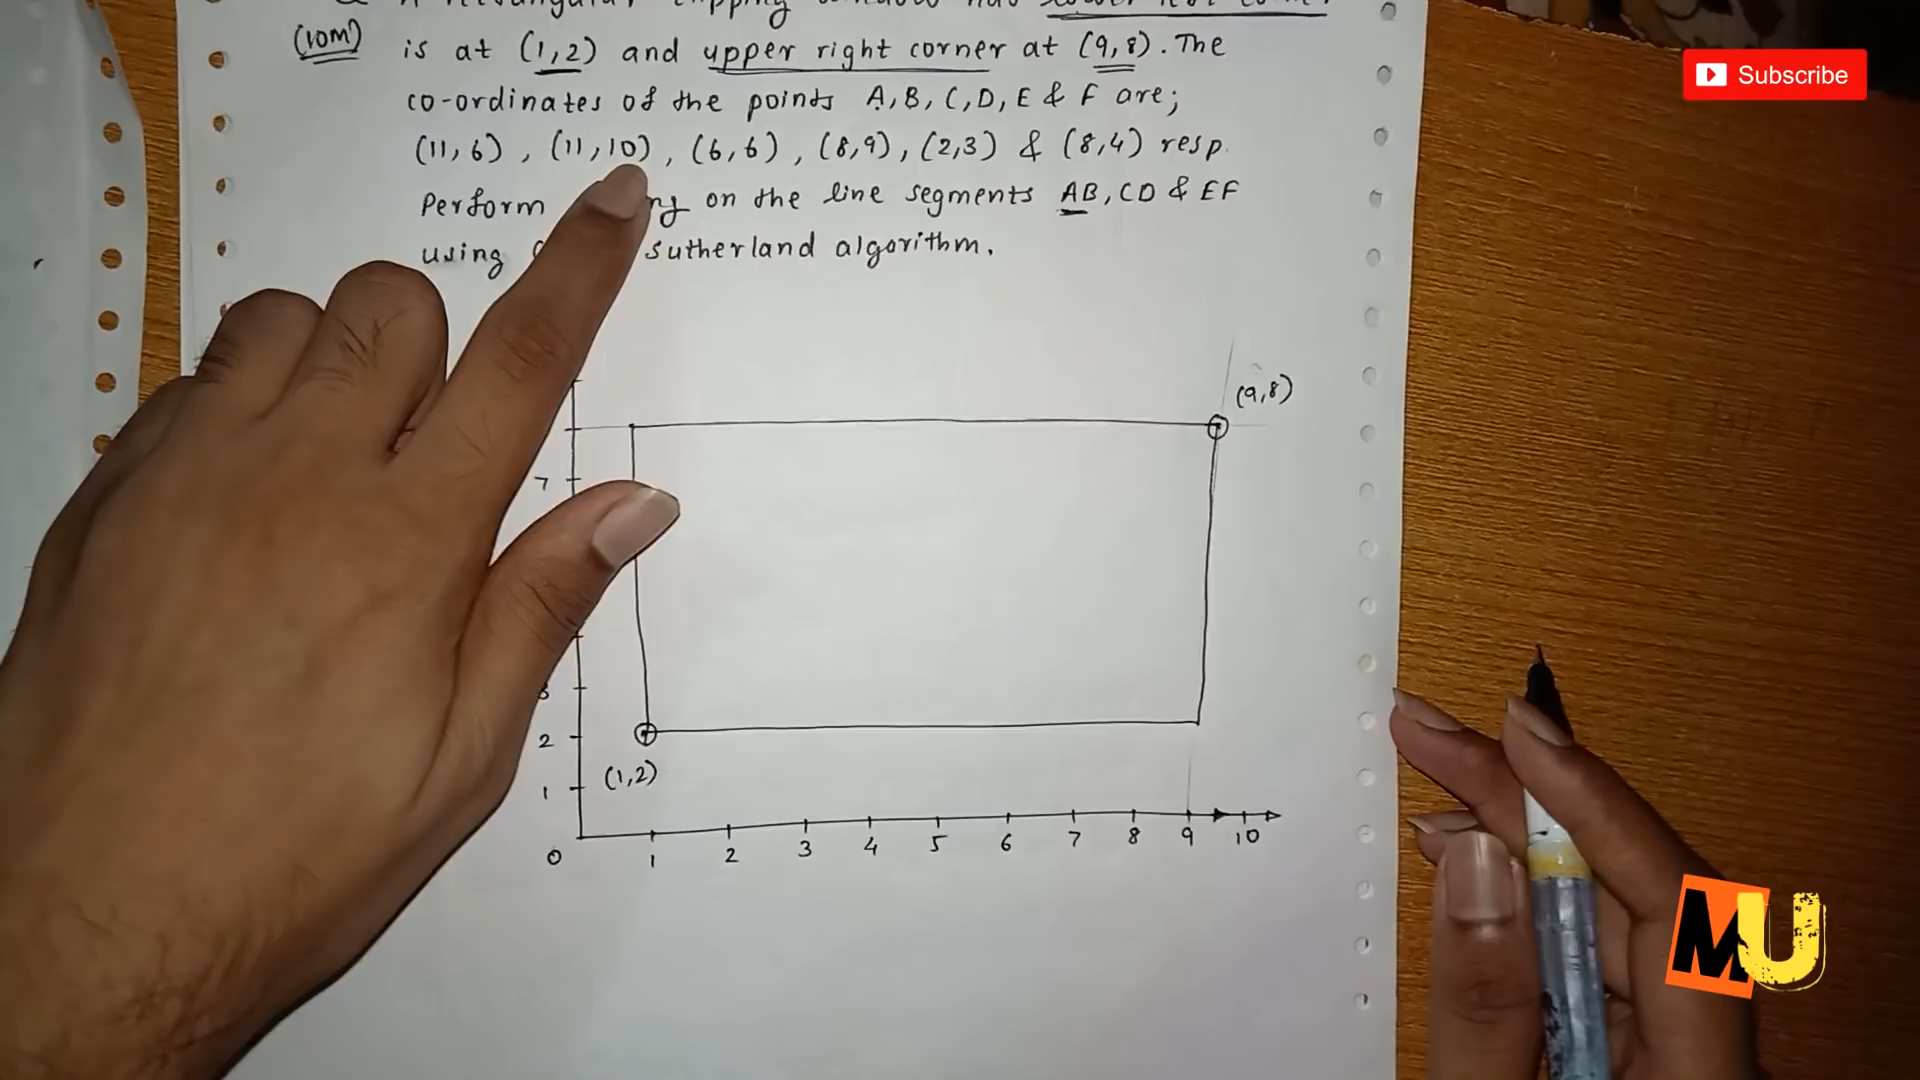 is at (1,2) and upper right corner at (9,8). The
(10M)
co-ordinates of the points A, B, C, D, E & F are;
(11,6), (11,10), (6,6), (8,9), (2,3) & (8,4) resp.
Perform on the line segments AB, CD & EF
using sutherland algorithm.
(9,8)
7
3
2
(1,2)
1
0 1 2 3 4 5 6 7 8 9 10
Subscribe
MU